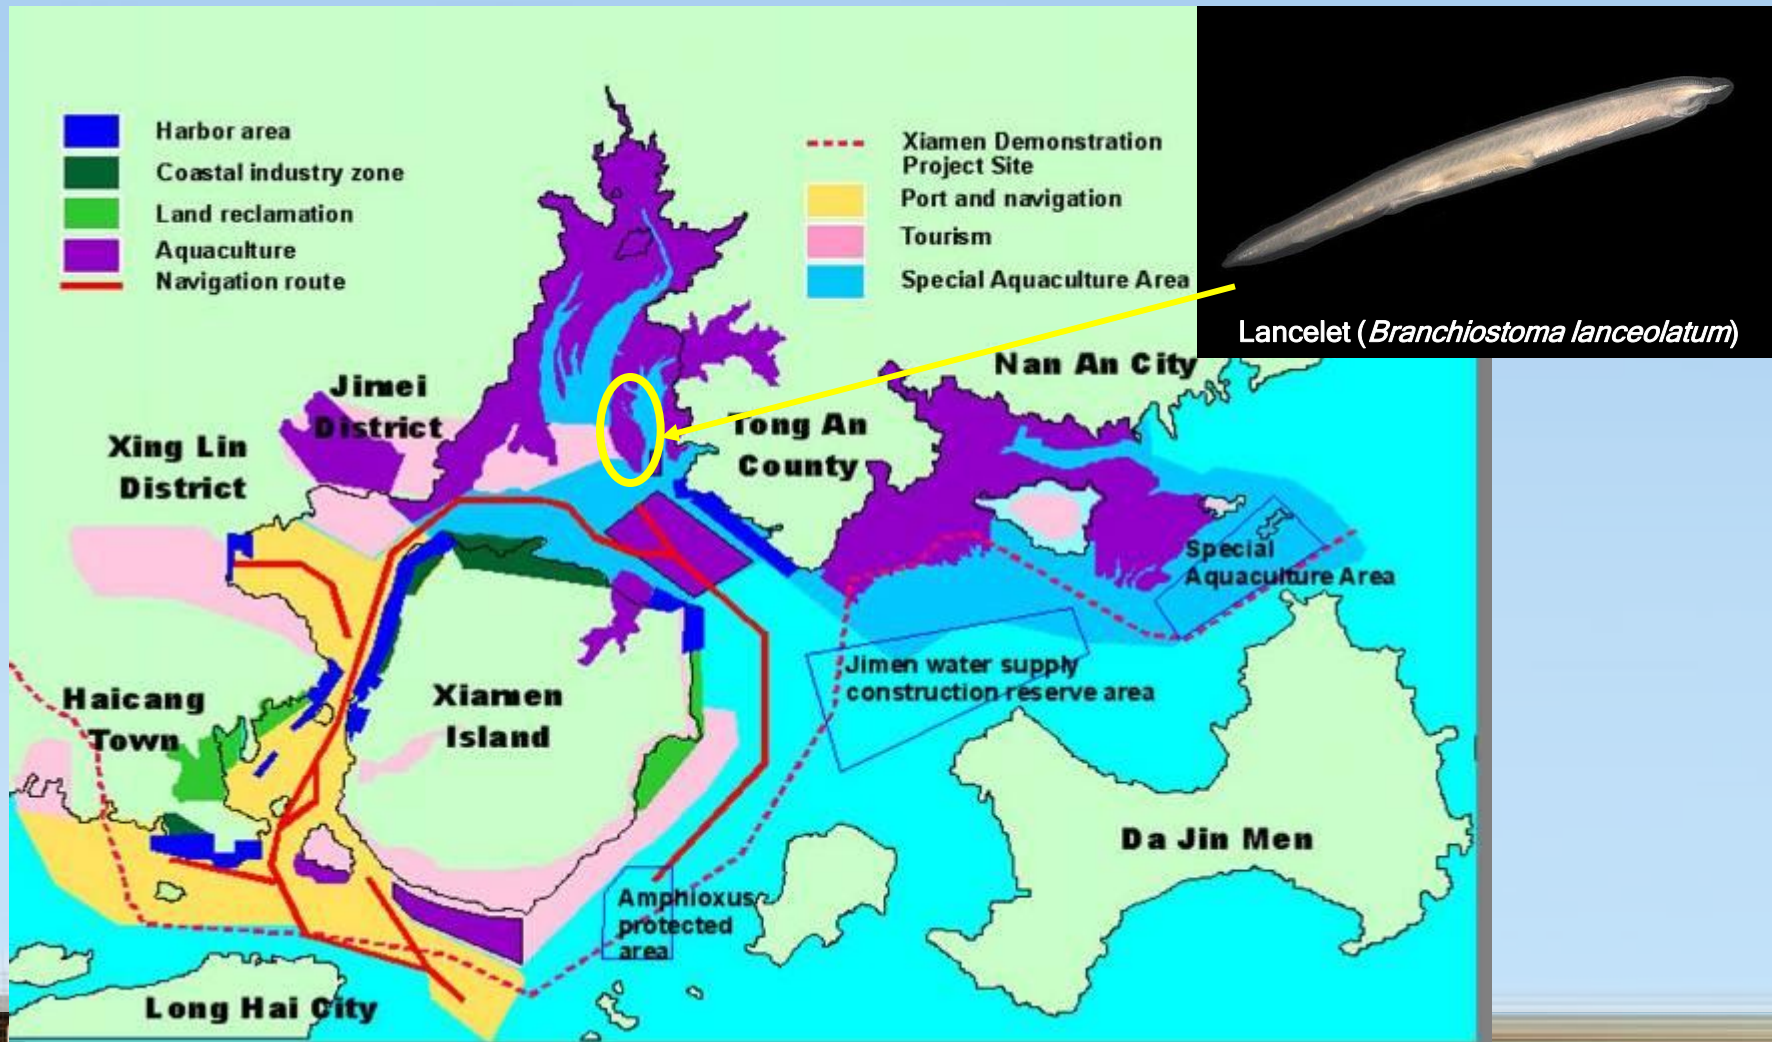 Harbor area
Coastal industry zone
Land reclamation
Aquaculture
Navigation route
Xiamen Demonstration
Project Site
Port and navigation
Tourism
Special Aquaculture Area
Lancelet (Branchiostoma lanceolatum)
Nan An City
Jimei
District
Tong An
County
Xing Lin
District
Special
Aquaculture Area
Jimen water supply
construction reserve area
Haicang
Town
Xiamen
Island
Da Jin Men
Amphioxus
protected
area
Long Hai City